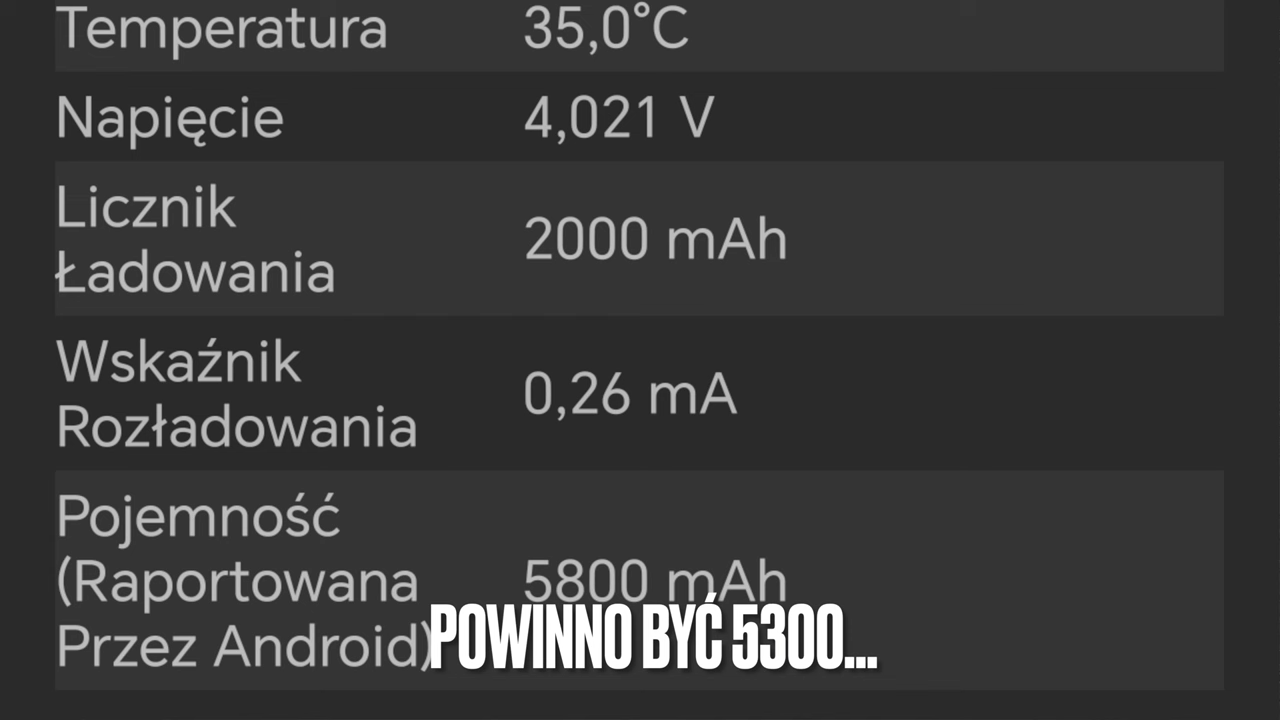 Temperatura 35,0°C
Napięcie 4,021 V
Licznik
Ładowania 2000 mAh
Wskaźnik
Rozładowania 0,26 mA
Pojemność
(Raportowana 5800 mAh
Przez Android)
POWINNO BYĆ 5300...